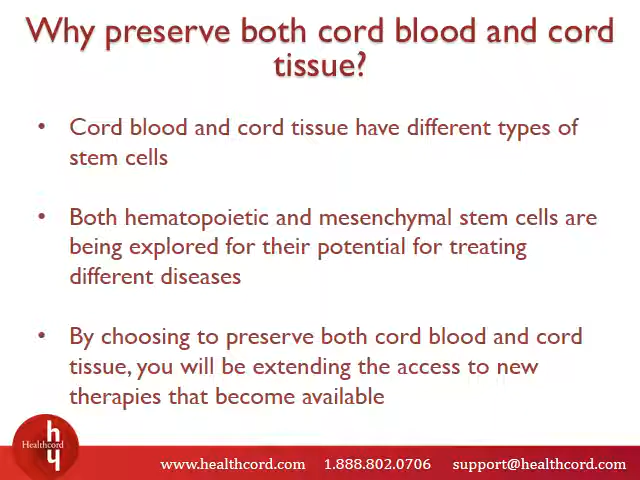 Why preserve both cord blood and cord
tissue?
• Cord blood and cord tissue have different types of
stem cells
• Both hematopoietic and mesenchymal stem cells are
being explored for their potential for treating
different diseases
• By choosing to preserve both cord blood and cord
tissue, you will be extending the access to new
therapies that become available
h
Healthcord
y
www.healthcord.com 1.888.802.0706 support@healthcord.com